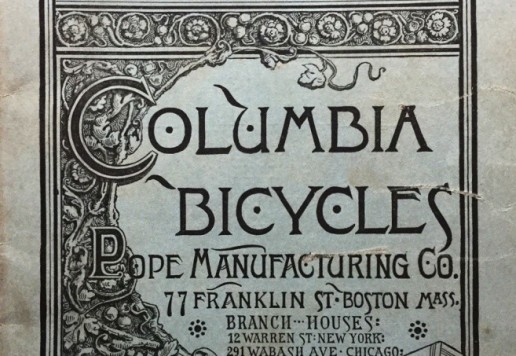 COLUMBIA
BICYCLES
POPE MANUFACTURING CO.
77 FRANKLIN ST · BOSTON MASS.
BRANCH ··· HOUSES:
12 WARREN ST: NEW YORK:
291 WABASH AVE · CHICAGO: